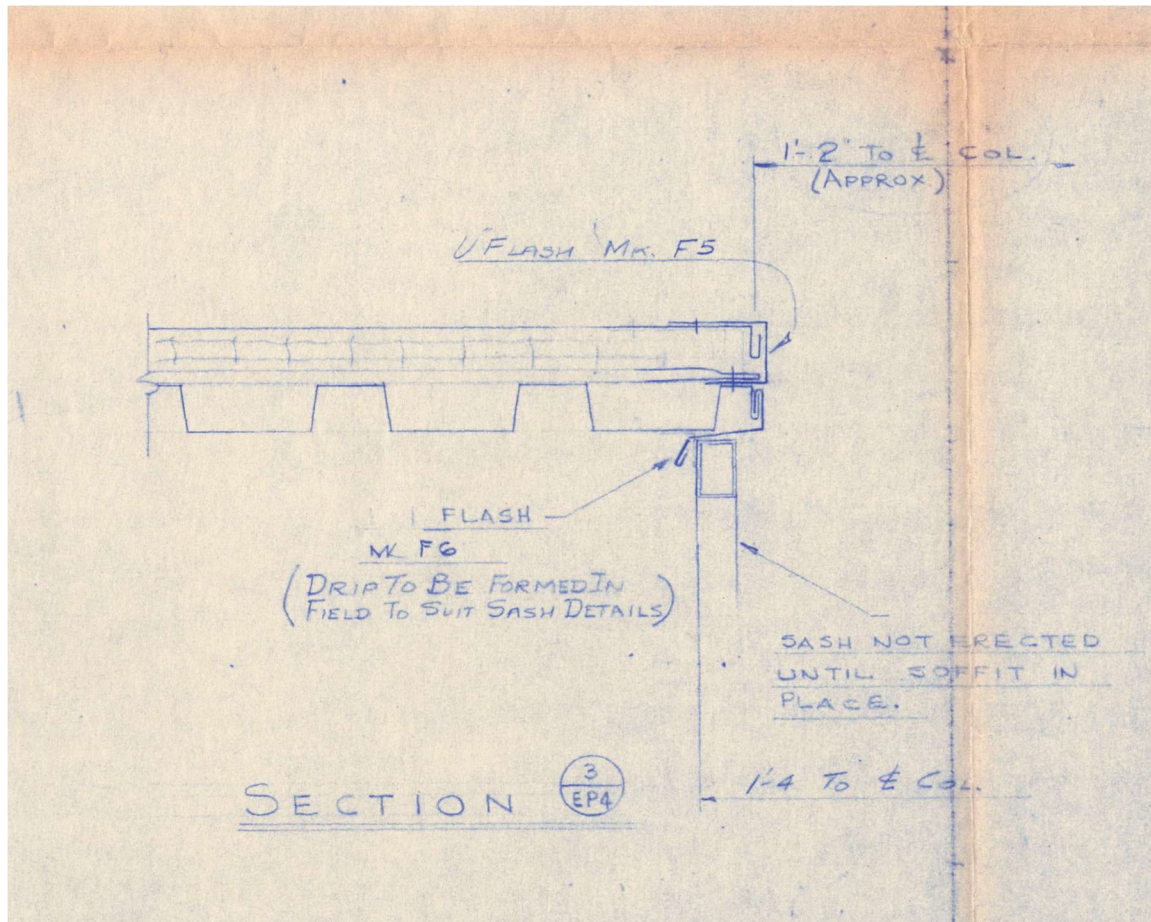 1'-2" TO ℄ COL.
(APPROX.)
"U" FLASH MK. F5
FLASH
MK F6
(DRIP TO BE FORMED IN
FIELD TO SUIT SASH DETAILS)
SASH NOT ERECTED
UNTIL SOFFIT IN
PLACE.
1'-4 TO ℄ COL.
SECTION 3
EP4